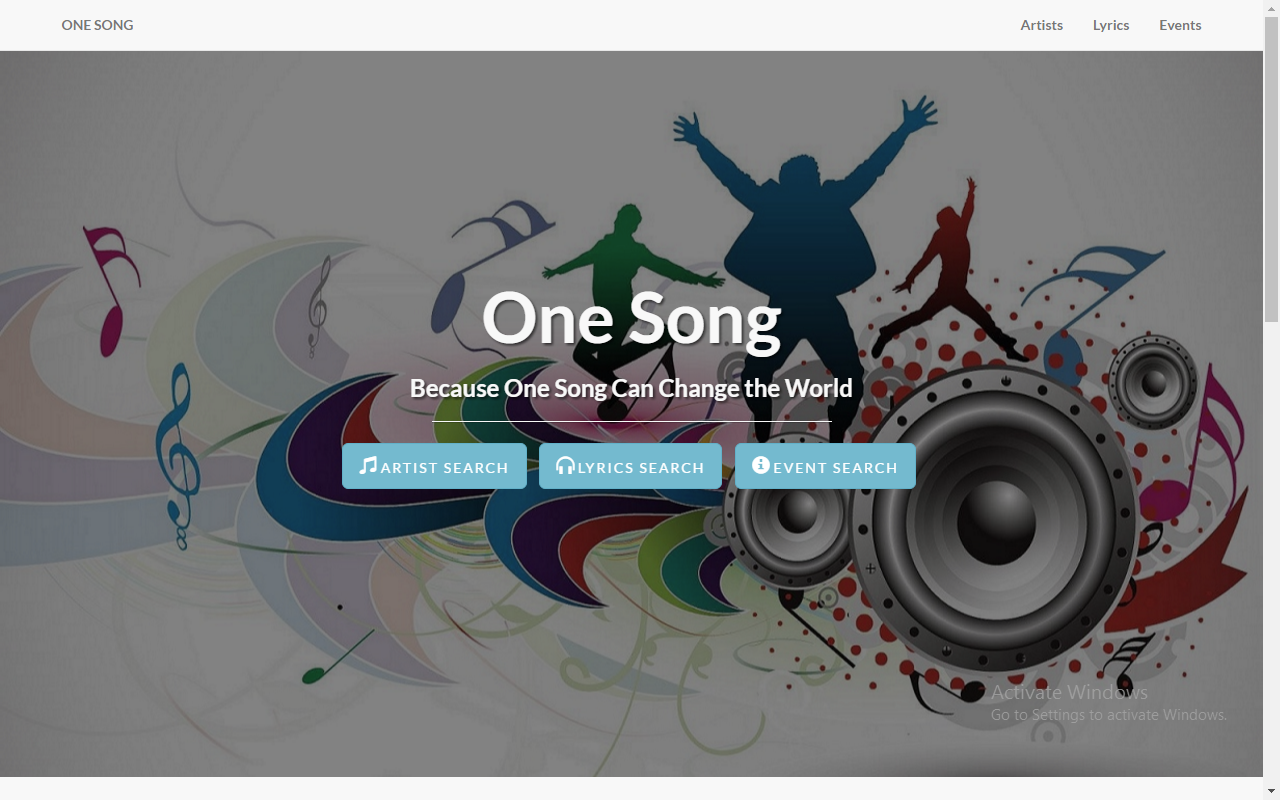 ONE SONG
Artists
Lyrics
Events
One Song
Because One Song Can Change the World
ARTIST SEARCH
LYRICS SEARCH
EVENT SEARCH
Activate Windows
Go to Settings to activate Windows.